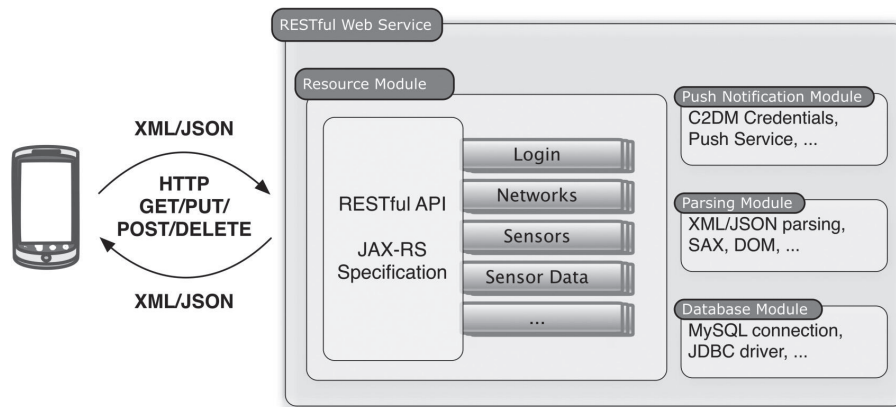 RESTful Web Service
Resource Module
XML/JSON
HTTP
GET/PUT/
POST/DELETE
XML/JSON
RESTful API
JAX-RS
Specification
Login
Networks
Sensors
Sensor Data
...
Push Notification Module
C2DM Credentials,
Push Service, ...
Parsing Module
XML/JSON parsing,
SAX, DOM, ...
Database Module
MySQL connection,
JDBC driver, ...